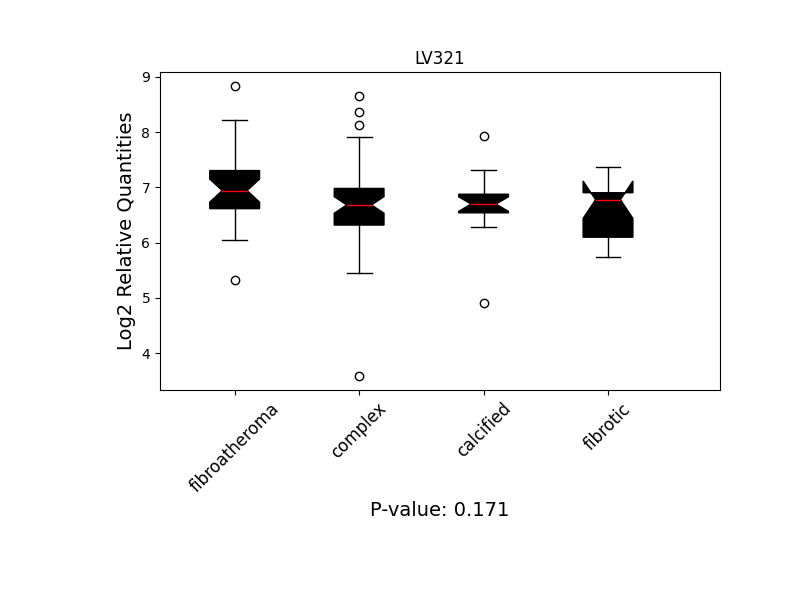 LV321
Log2 Relative Quantities
9
8
7
6
5
4
fibroatheroma
complex
calcified
fibrotic
P-value: 0.171